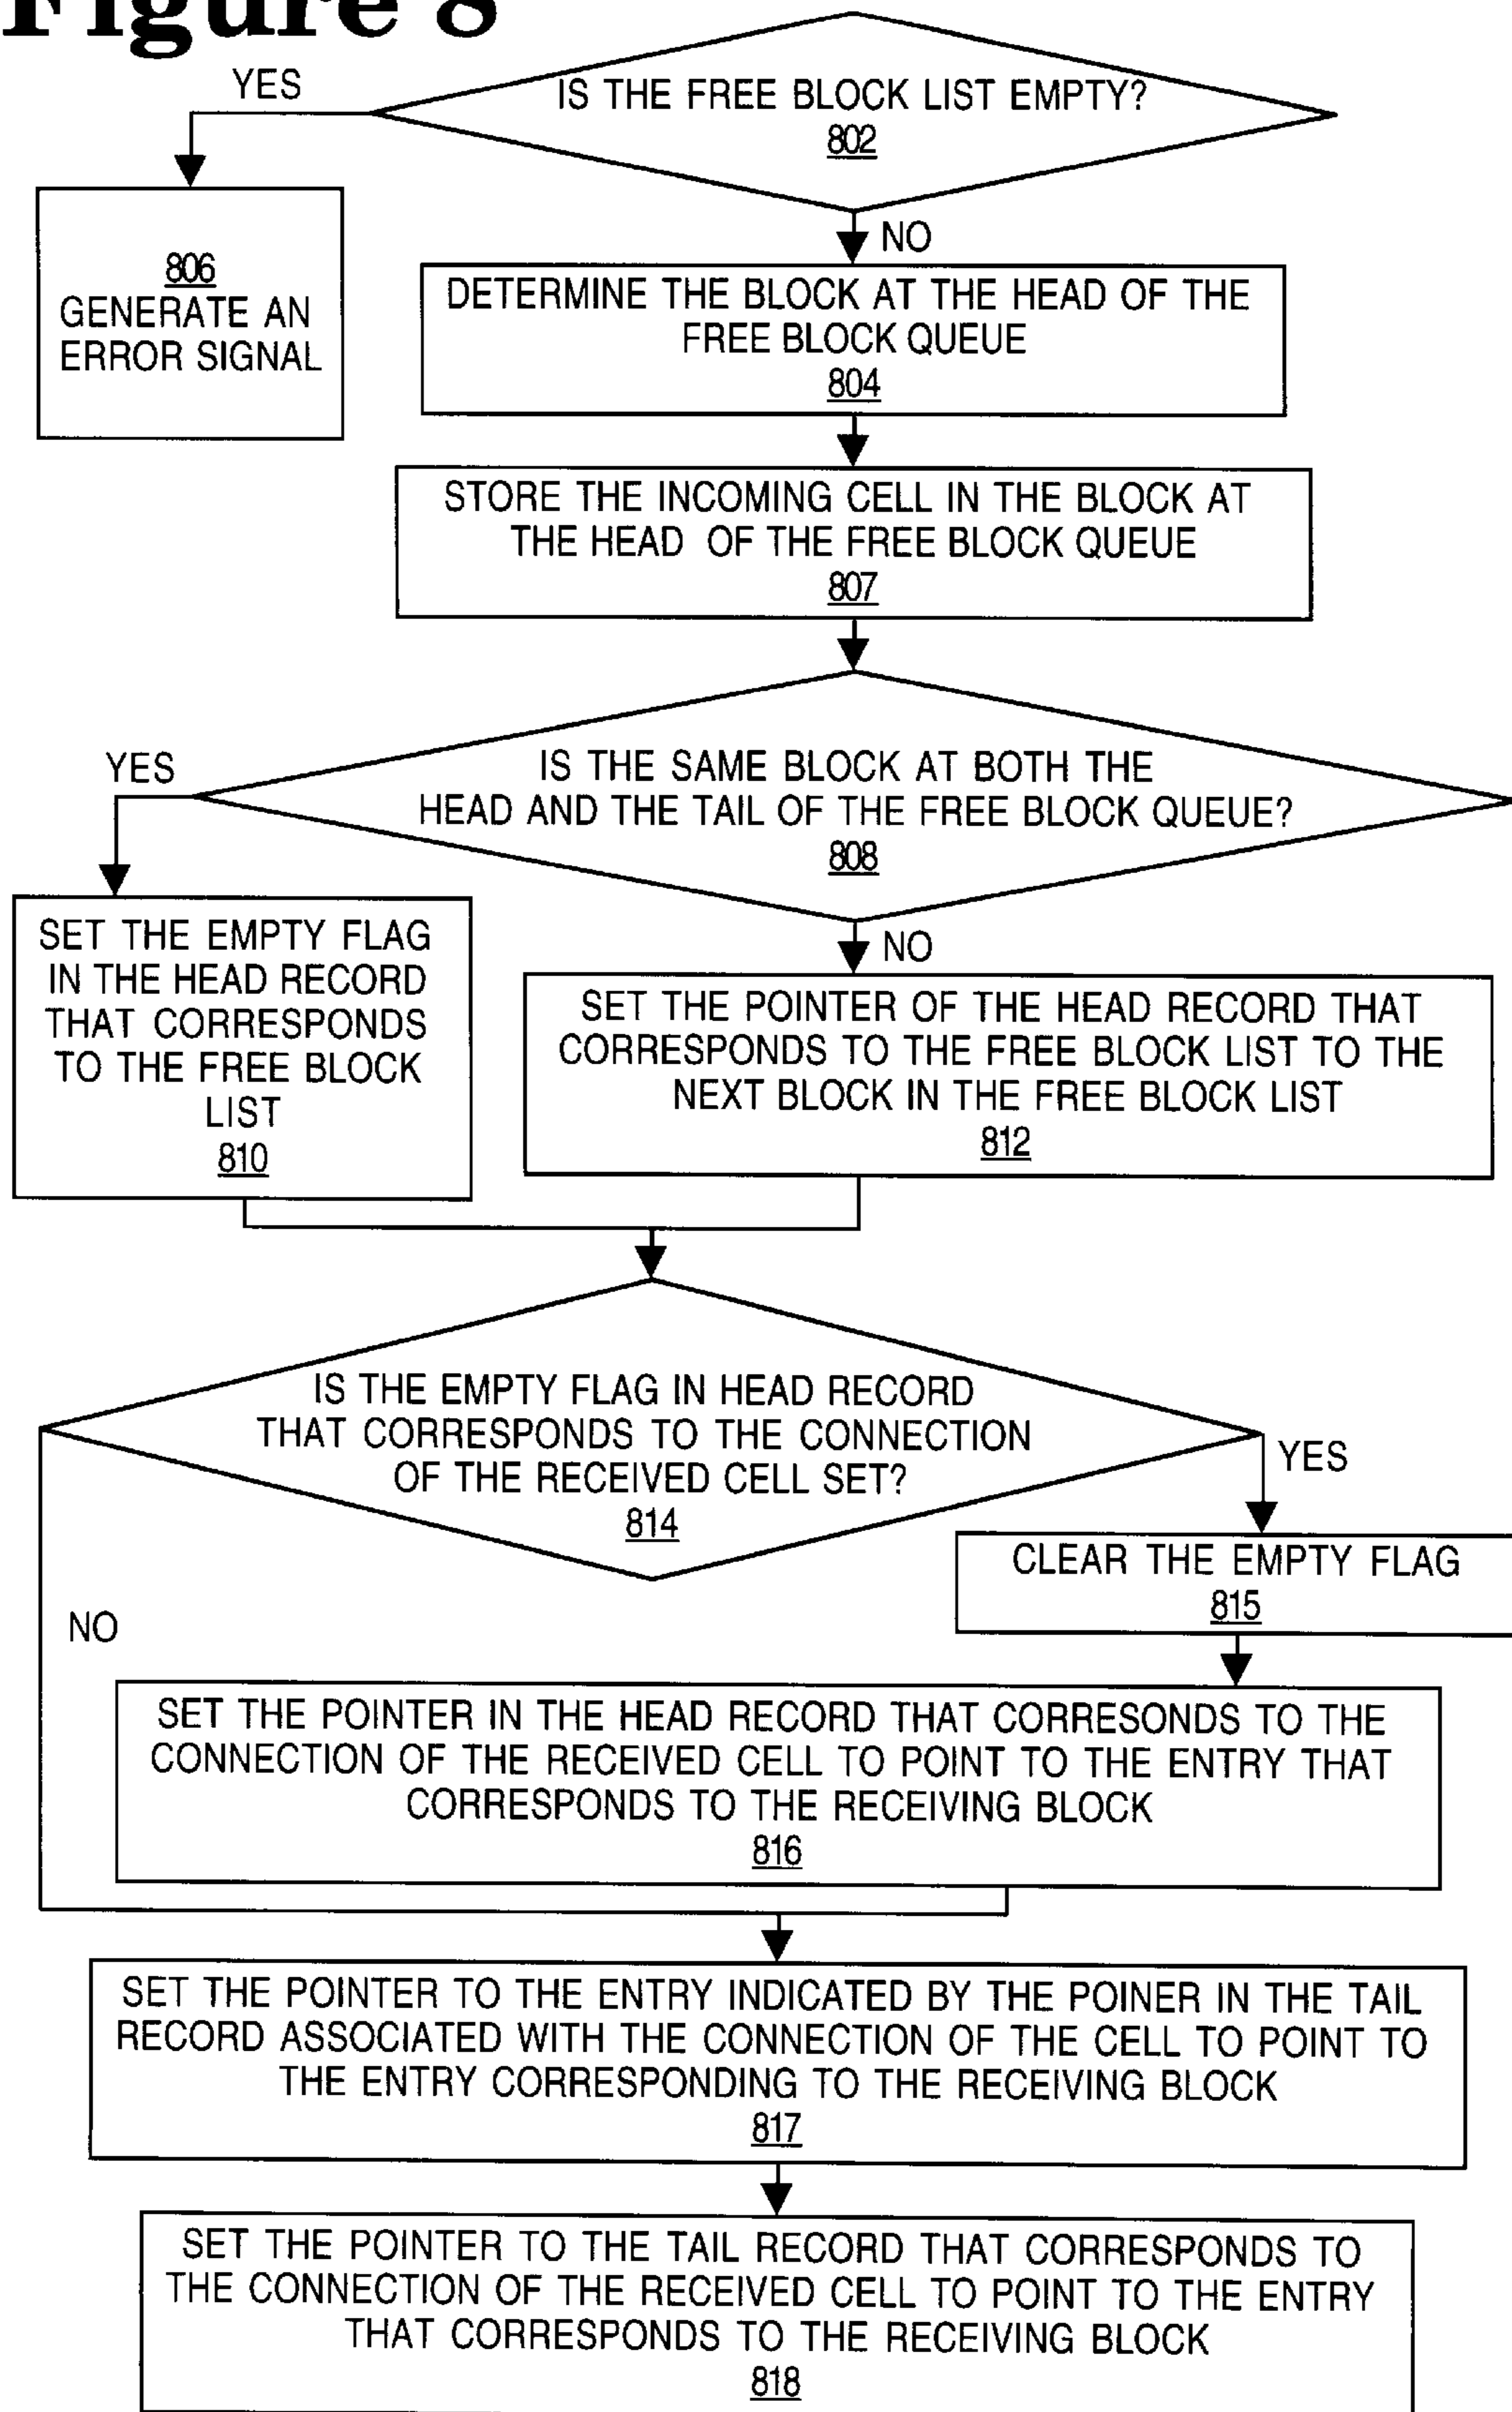 Figure 8
YES
IS THE FREE BLOCK LIST EMPTY?
802
NO
806
GENERATE AN
ERROR SIGNAL
DETERMINE THE BLOCK AT THE HEAD OF THE
FREE BLOCK QUEUE
804
STORE THE INCOMING CELL IN THE BLOCK AT
THE HEAD OF THE FREE BLOCK QUEUE
807
YES
IS THE SAME BLOCK AT BOTH THE
HEAD AND THE TAIL OF THE FREE BLOCK QUEUE?
808
NO
SET THE EMPTY FLAG
IN THE HEAD RECORD
THAT CORRESPONDS
TO THE FREE BLOCK
LIST
810
SET THE POINTER OF THE HEAD RECORD THAT
CORRESPONDS TO THE FREE BLOCK LIST TO THE
NEXT BLOCK IN THE FREE BLOCK LIST
812
IS THE EMPTY FLAG IN HEAD RECORD
THAT CORRESPONDS TO THE CONNECTION
OF THE RECEIVED CELL SET?
814
YES
CLEAR THE EMPTY FLAG
815
NO
SET THE POINTER IN THE HEAD RECORD THAT CORRESONDS TO THE
CONNECTION OF THE RECEIVED CELL TO POINT TO THE ENTRY THAT
CORRESPONDS TO THE RECEIVING BLOCK
816
SET THE POINTER TO THE ENTRY INDICATED BY THE POINER IN THE TAIL
RECORD ASSOCIATED WITH THE CONNECTION OF THE CELL TO POINT TO
THE ENTRY CORRESPONDING TO THE RECEIVING BLOCK
817
SET THE POINTER TO THE TAIL RECORD THAT CORRESPONDS TO
THE CONNECTION OF THE RECEIVED CELL TO POINT TO THE ENTRY
THAT CORRESPONDS TO THE RECEIVING BLOCK
818